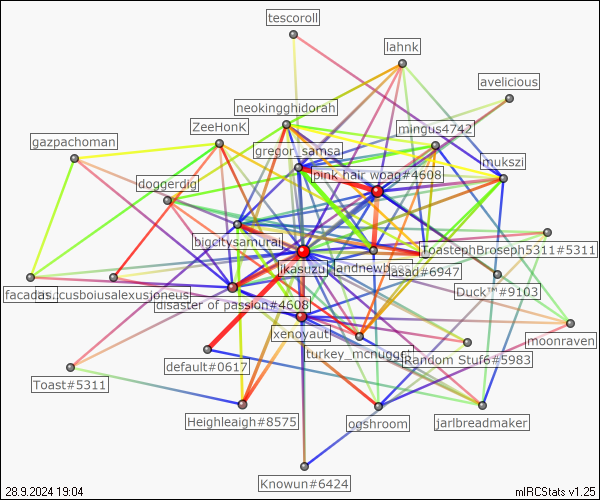 tescoroll
lahnk
avelicious
neokingghidorah
ZeeHonK
mingus4742
gazpachoman
gregor_samsa
mukszi
pink hair woag#4608
doggerdig
bigcitysamurai
ToastephBroseph5311#5311
ikasuzu
asad#6947
facadas
cusboiusalexusjoneus
disaster of passion#4608
Duck™#9103
xenoyaut
moonraven
turkey_mcnugget
Random Stuf6#5983
default#0617
Toast#5311
Heighleaigh#8575
ogshroom
jarlbreadmaker
Knowun#6424
28.9.2024 19:04
mIRCStats v1.25